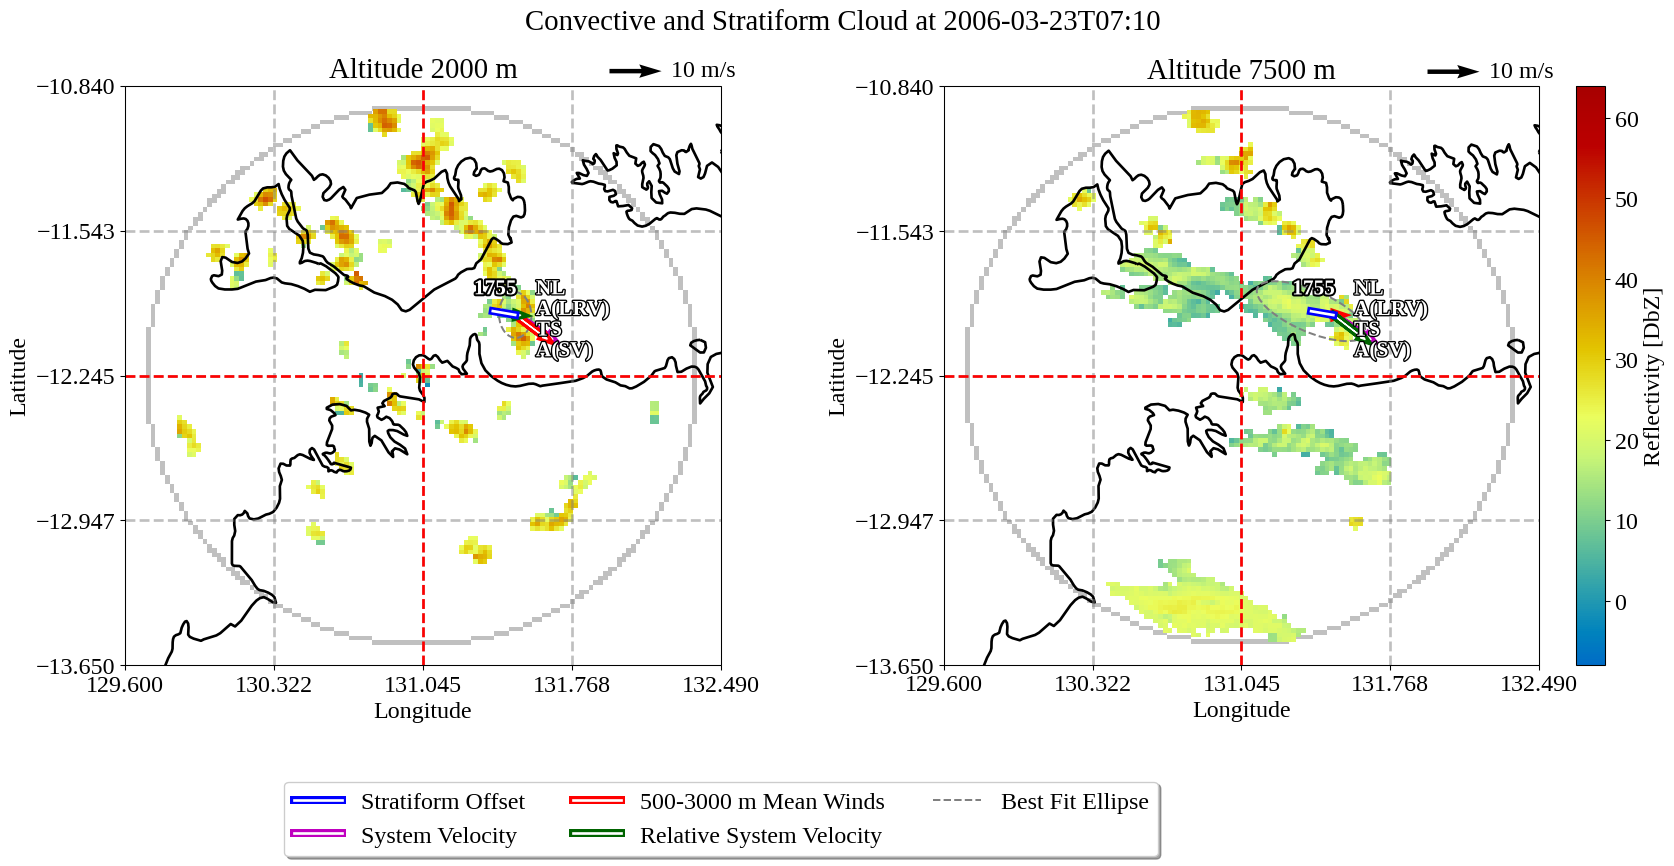 Convective and Stratiform Cloud at 2006-03-23T07:10
Altitude 2000 m
10 m/s
−10.840
−11.543
−12.245
−12.947
−13.650
129.600
130.322
131.045
131.768
132.490
Latitude
Longitude
1755
NL
A(LRV)
TS
A(SV)
Altitude 7500 m
10 m/s
−10.840
−11.543
−12.245
−12.947
−13.650
129.600
130.322
131.045
131.768
132.490
Latitude
Longitude
1755
NL
A(LRV)
TS
A(SV)
60
50
40
30
20
10
0
Reflectivity [DbZ]
Stratiform Offset
System Velocity
500-3000 m Mean Winds
Relative System Velocity
Best Fit Ellipse